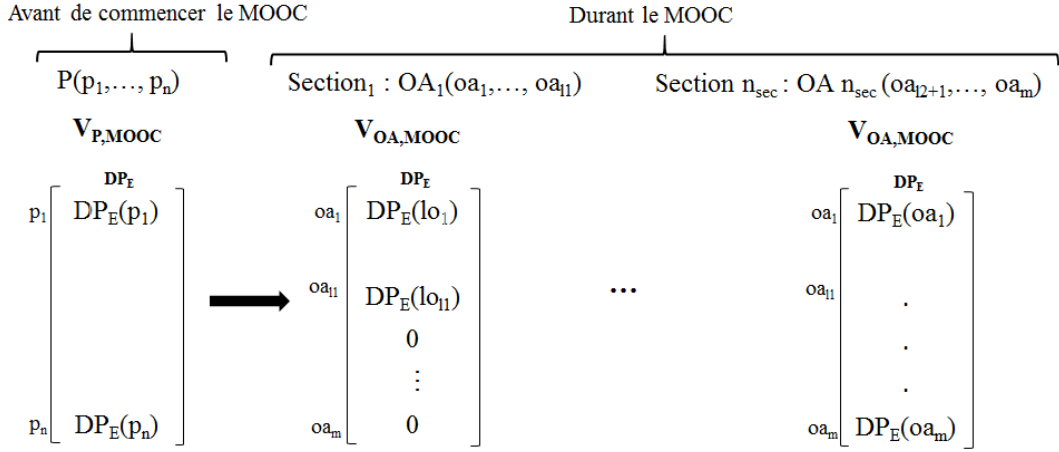 Avant de commencer le MOOC
Durant le MOOC
P(p1,..., pn)
Section1 : OA1(oa1,..., oal1)
Section nsec : OA nsec (oal2+1,..., oam)
VP,MOOC
VOA,MOOC
VOA,MOOC
DPE
DPE
DPE
p1 DPE(p1)
oa1 DPE(lo1)
oa1 DPE(oa1)
oal1 DPE(lol1)
...
oal1 .
0
.
⋮
.
pn DPE(pn)
oam 0
oam DPE(oam)